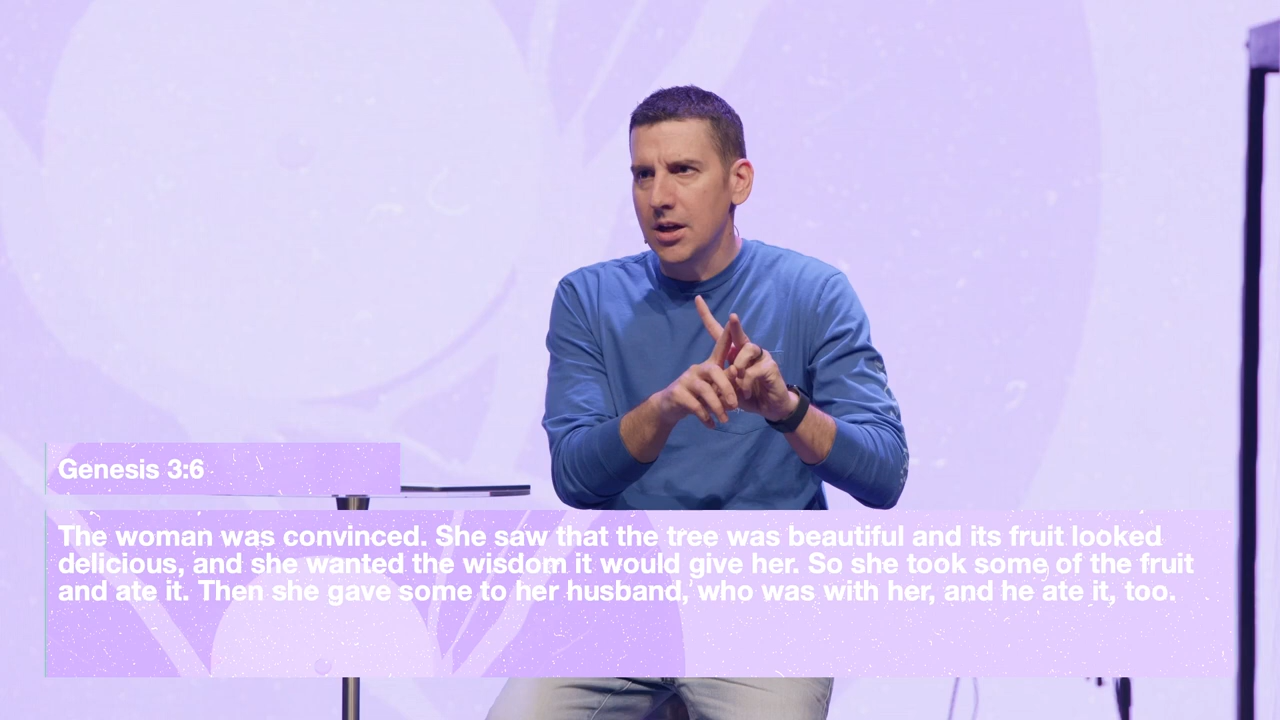 Genesis 3:6
The woman was convinced. She saw that the tree was beautiful and its fruit looked
delicious, and she wanted the wisdom it would give her. So she took some of the fruit
and ate it. Then she gave some to her husband, who was with her, and he ate it, too.